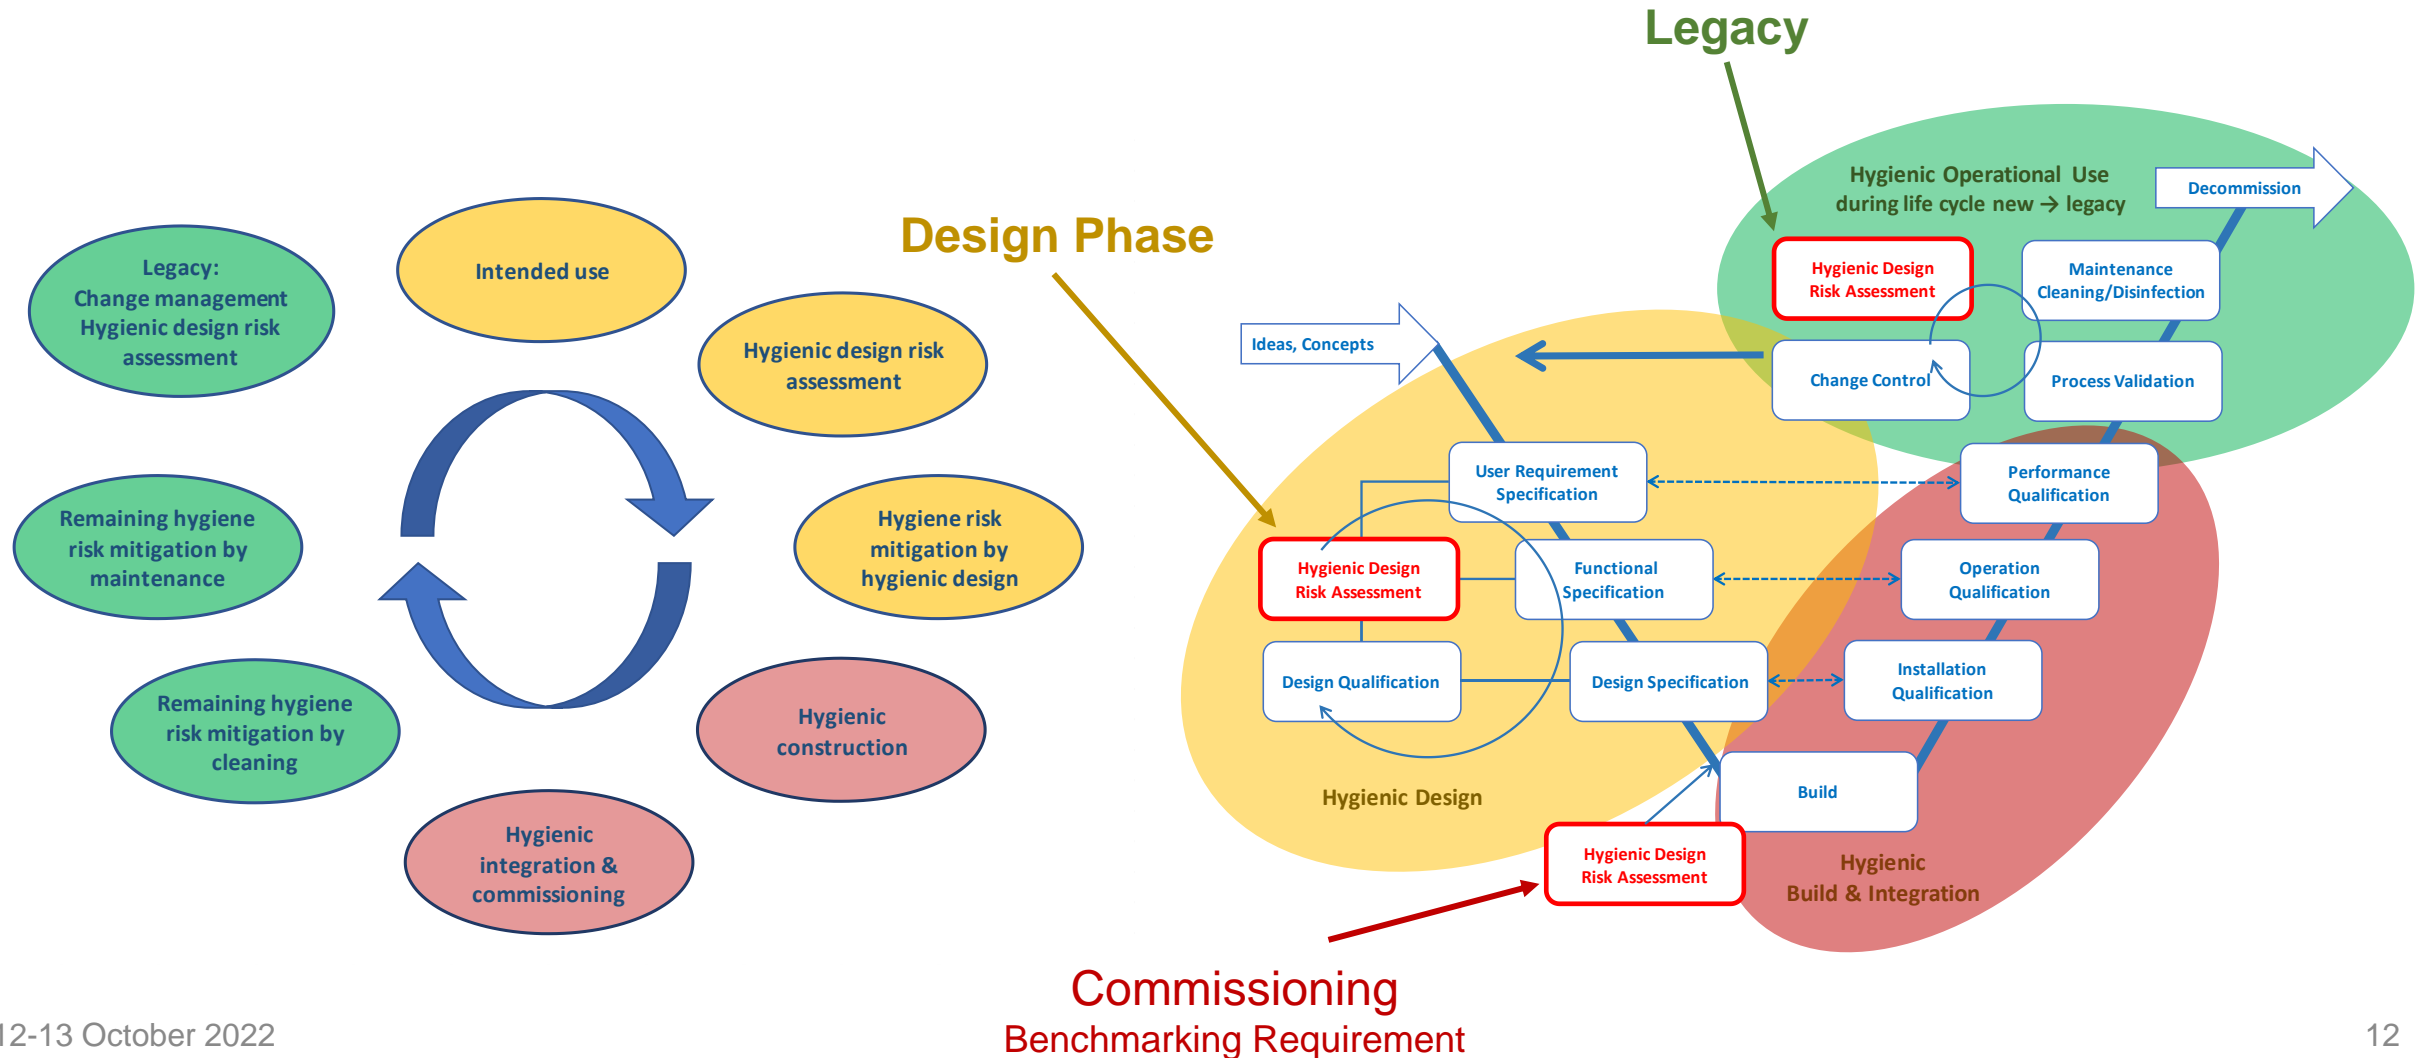 Legacy
Design Phase
Legacy:
Change management
Hygienic design risk
assessment
Intended use
Hygienic design risk
assessment
Remaining hygiene
risk mitigation by
maintenance
Hygiene risk
mitigation by
hygienic design
Remaining hygiene
risk mitigation by
cleaning
Hygienic
construction
Hygienic
integration &
commissioning
Hygienic Operational Use
during life cycle new → legacy
Decommission
Hygienic Design
Risk Assessment
Maintenance
Cleaning/Disinfection
Ideas, Concepts
Change Control
Process Validation
User Requirement
Specification
Performance
Qualification
Hygienic Design
Risk Assessment
Functional
Specification
Operation
Qualification
Design Qualification
Design Specification
Installation
Qualification
Hygienic Design
Build
Hygienic Design
Risk Assessment
Hygienic
Build & Integration
Commissioning
Benchmarking Requirement
12-13 October 2022
12